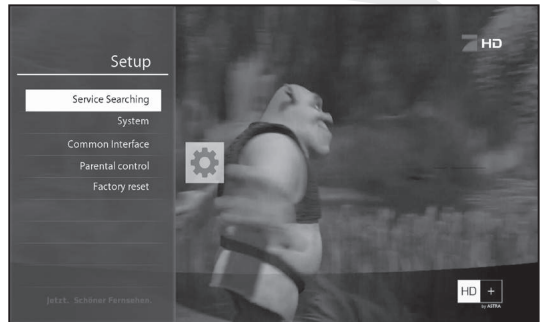 HD
Setup
Service Searching
System
Common Interface
Parental control
Factory reset
Jetzt. Schöner Fernsehen.
HD +
by ASTRA